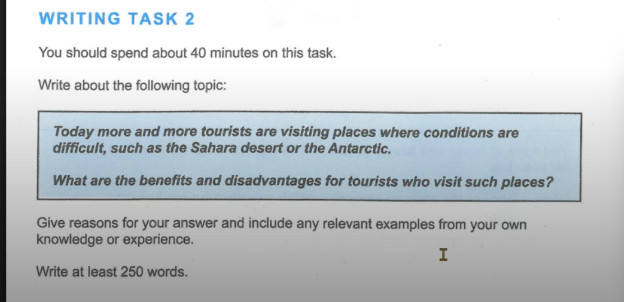 WRITING TASK 2
You should spend about 40 minutes on this task.
Write about the following topic:
Today more and more tourists are visiting places where conditions are
difficult, such as the Sahara desert or the Antarctic.
What are the benefits and disadvantages for tourists who visit such places?
Give reasons for your answer and include any relevant examples from your own
knowledge or experience.
Write at least 250 words.